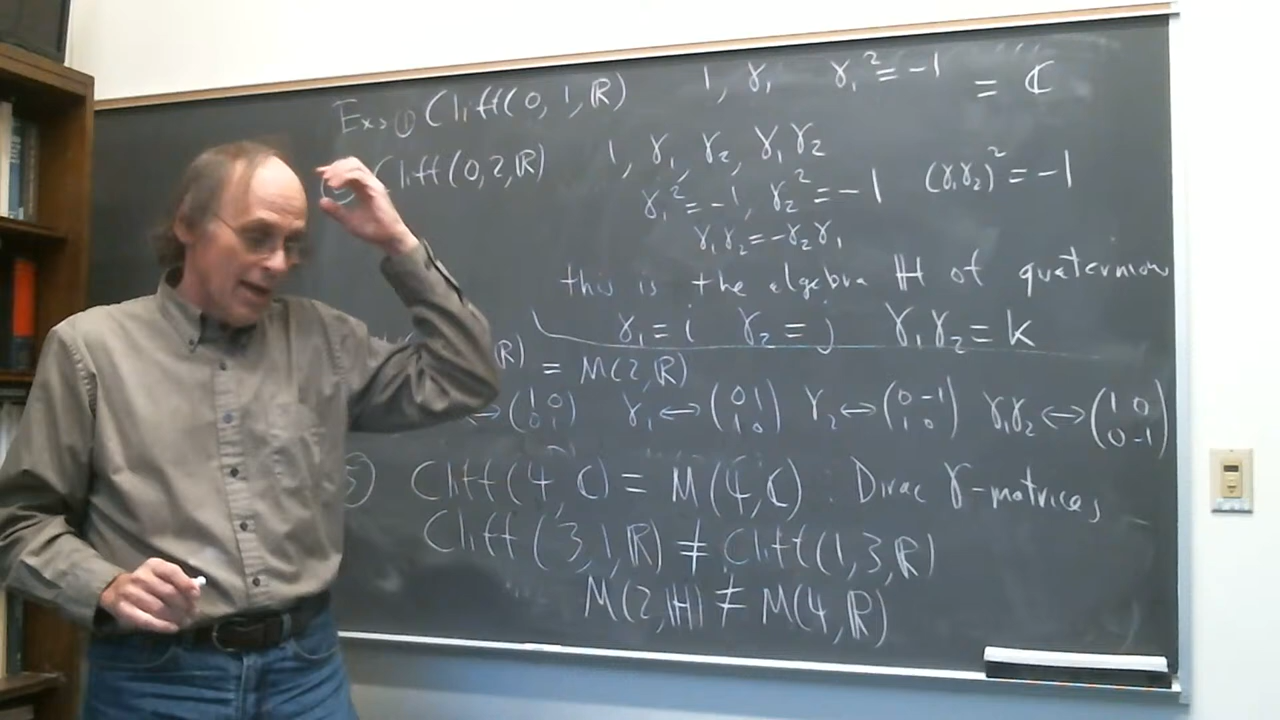 Exs ① Cliff(0, 1, ℝ) 1, γ₁ γ₁² = -1 = ℂ
② Cliff(0, 2, ℝ) 1, γ₁, γ₂, γ₁γ₂
γ₁² = -1, γ₂² = -1 (γ₁γ₂)² = -1
γ₁γ₂ = -γ₂γ₁
this is the algebra ℍ of quaternion
γ₁ = i γ₂ = j γ₁γ₂ = k
ℝ) = M(2, ℝ)
↔ (1 0; 0 1) γ₁ ↔ (0 1; 1 0) γ₂ ↔ (0 -1; 1 0) γ₁γ₂ ↔ (1 0; 0 -1)
Cliff(4, ℂ) = M(4, ℂ) : Dirac γ-matrices
Cliff(3, 1, ℝ) ≠ Cliff(1, 3, ℝ)
M(2, ℍ) ≠ M(4, ℝ)